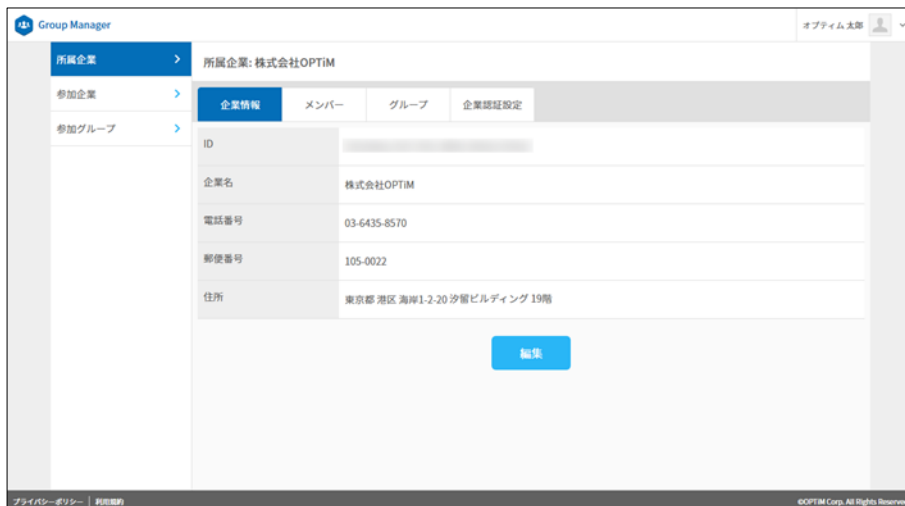 Group Manager
オプティム 太郎
所属企業
参加企業
参加グループ
所属企業: 株式会社OPTiM
企業情報 メンバー グループ 企業認証設定
ID
企業名 株式会社OPTiM
電話番号 03-6435-8570
郵便番号 105-0022
住所 東京都 港区 海岸1-2-20 汐留ビルディング 19階
編集
プライバシーポリシー | 利用規約
©OPTiM Corp. All Rights Reserved